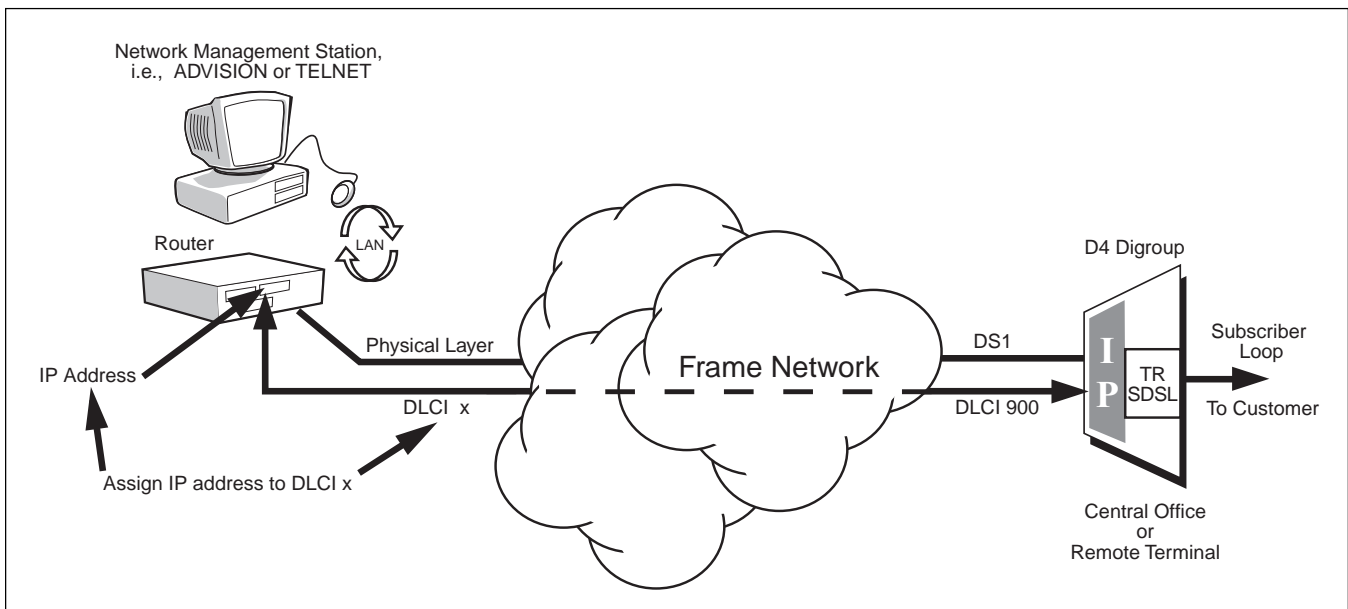 Network Management Station,
i.e., ADVISION or TELNET
Router
LAN
IP Address
Physical Layer
DLCI x
Assign IP address to DLCI x
Frame Network
DS1
DLCI 900
D4 Digroup
I
P
TR
SDSL
Subscriber
Loop
To Customer
Central Office
or
Remote Terminal